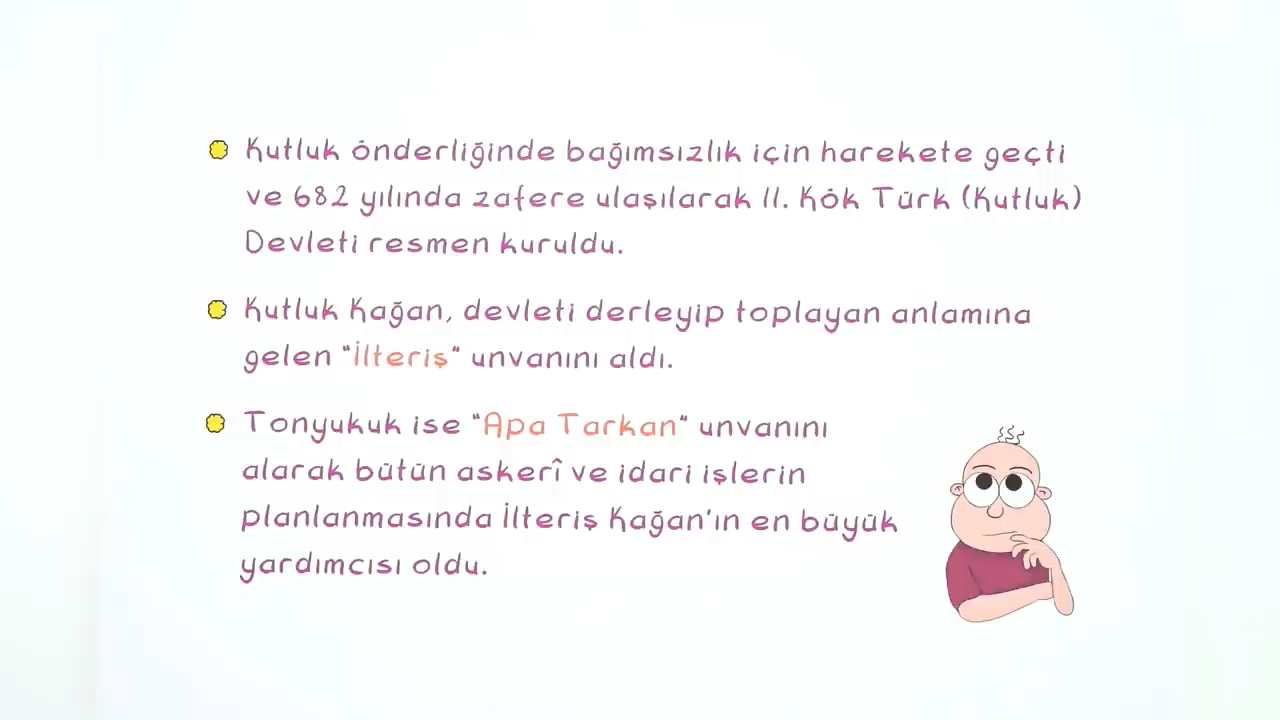 Kutluk önderliğinde bağımsızlık için harekete geçti
ve 682 yılında zafere ulaşılarak II. Kök Türk (Kutluk)
Devleti resmen kuruldu.
Kutluk Kağan, devleti derleyip toplayan anlamına
gelen "İlteriş" unvanını aldı.
Tonyukuk ise "Apa Tarkan" unvanını
alarak bütün askerî ve idari işlerin
planlanmasında İlteriş Kağan'ın en büyük
yardımcısı oldu.